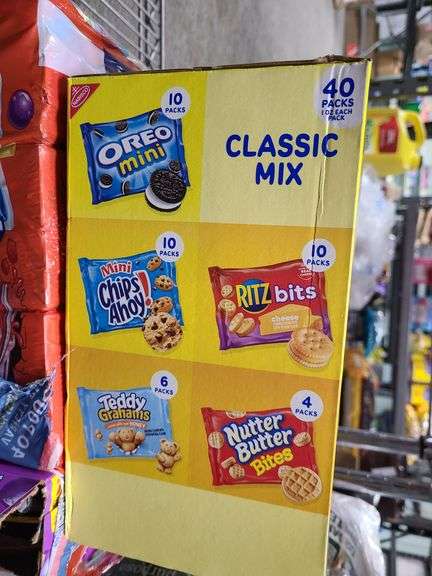 NABISCO
10
PACKS
OREO
mini
40
PACKS
1 OZ EACH
PACK
CLASSIC
MIX
10
PACKS
Mini
Chips
Ahoy!
10
PACKS
RITZ bits
cheese
6
PACKS
Teddy
Grahams
HONEY
4
PACKS
Nutter
Butter
Bites